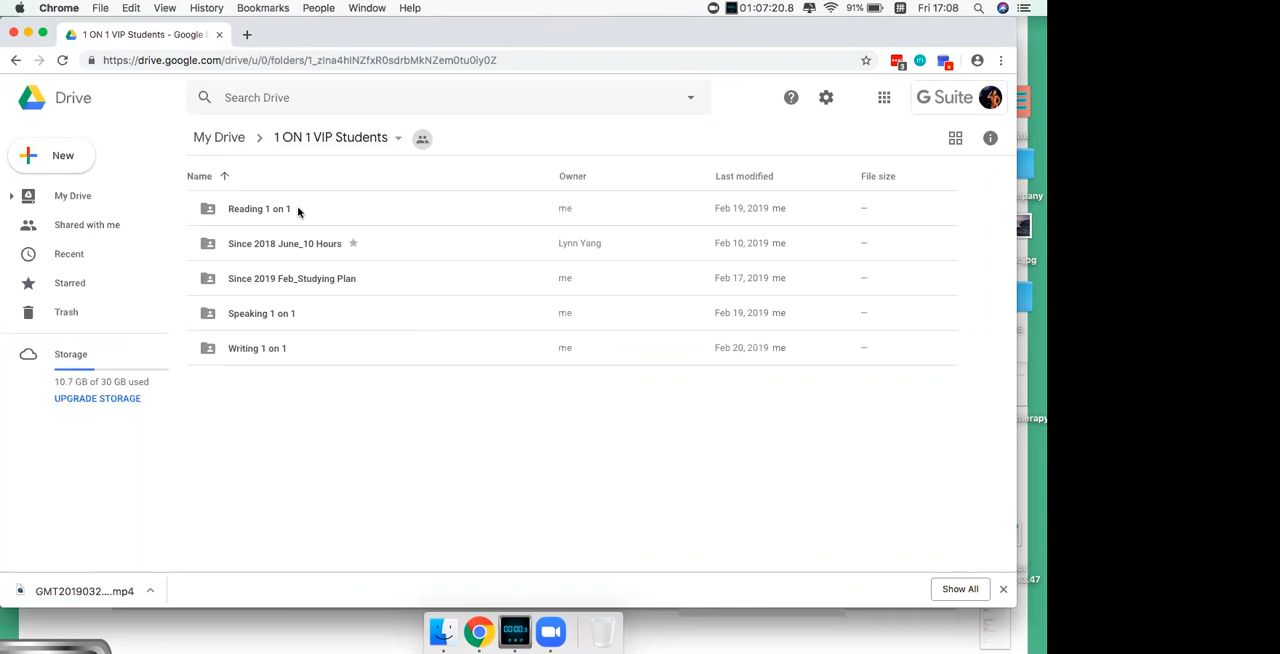 Chrome File Edit View History Bookmarks People Window Help 01:07:20.8 91% 拼 Fri 17:08
1 ON 1 VIP Students - Google
https://drive.google.com/drive/u/0/folders/1_zIna4hlNZfxR0sdrbMkNZem0tu0iy0Z
Drive Search Drive G Suite
My Drive 1 ON 1 VIP Students
New
Name Owner Last modified File size
My Drive
Shared with me
Recent
Starred
Trash
Storage
10.7 GB of 30 GB used
UPGRADE STORAGE
Reading 1 on 1 me Feb 19, 2019 me –
Since 2018 June_10 Hours Lynn Yang Feb 10, 2019 me –
Since 2019 Feb_Studying Plan me Feb 17, 2019 me –
Speaking 1 on 1 me Feb 19, 2019 me –
Writing 1 on 1 me Feb 20, 2019 me –
GMT2019032....mp4 Show All
00:00